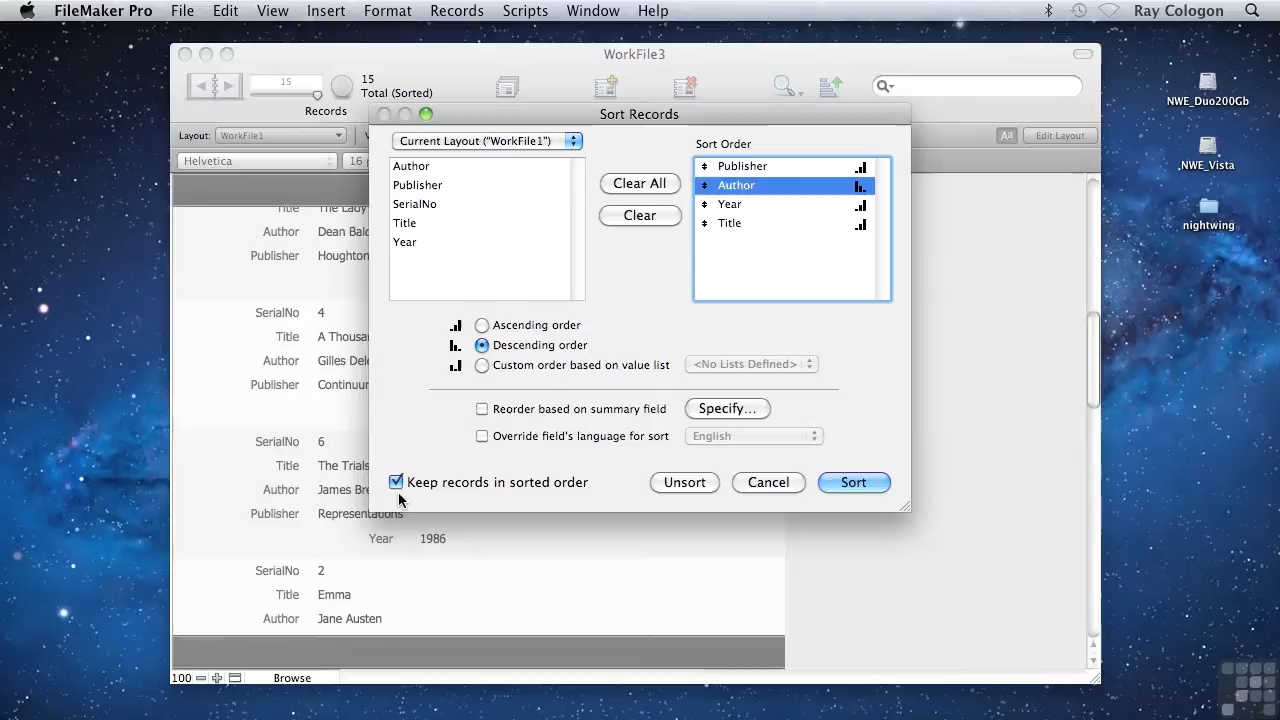 FileMaker Pro File Edit View Insert Format Records Scripts Window Help Ray Cologon
WorkFile3
15
15
Total (Sorted)
Records
Layout: WorkFile1
Aa
Edit Layout
Helvetica
16 p
Sort Records
Current Layout ("WorkFile1")
Sort Order
Author
Publisher
SerialNo
Title
Year
Clear All
Clear
Publisher
Author
Year
Title
Ascending order
Descending order
Custom order based on value list
<No Lists Defined>
Reorder based on summary field
Specify...
Override field's language for sort
English
Keep records in sorted order
Unsort
Cancel
Sort
Title The Lady
Author Dean Bal
Publisher Houghton
SerialNo 4
Title A Thousa
Author Gilles Del
Publisher Continuu
SerialNo 6
Title The Trials
Author James Bre
Publisher Representations
Year 1986
SerialNo 2
Title Emma
Author Jane Austen
100
Browse
NWE_Duo200Gb
NWE_Vista
nightwing